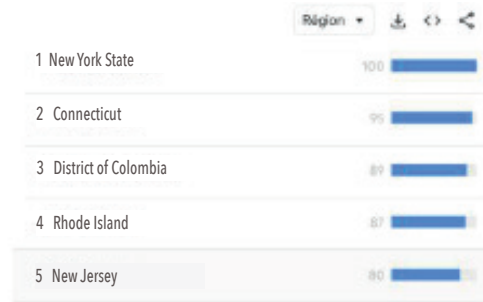 Région
1 New York State 100
2 Connecticut 95
3 District of Colombia 89
4 Rhode Island 87
5 New Jersey 80